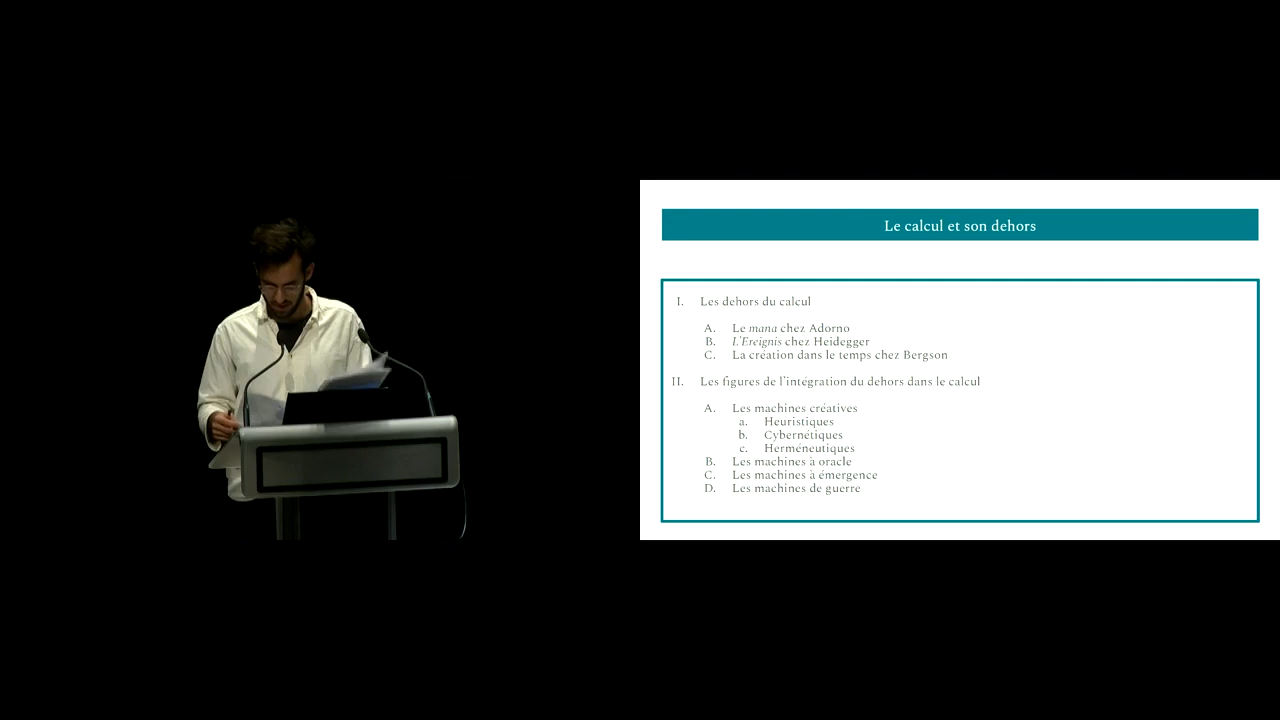 Le calcul et son dehors
I. Les dehors du calcul
A. Le mana chez Adorno
B. L'Ereignis chez Heidegger
C. La création dans le temps chez Bergson
II. Les figures de l'intégration du dehors dans le calcul
A. Les machines créatives
a. Heuristiques
b. Cybernétiques
c. Herméneutiques
B. Les machines à oracle
C. Les machines à émergence
D. Les machines de guerre